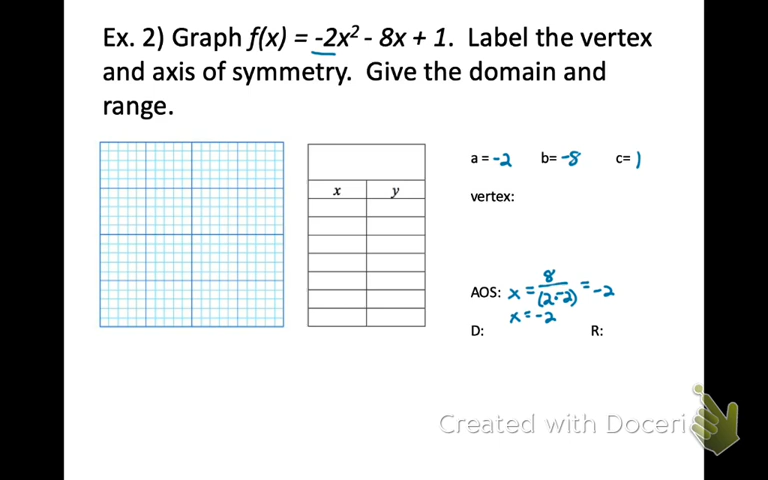 Ex. 2) Graph f(x) = -2x² - 8x + 1. Label the vertex
and axis of symmetry. Give the domain and
range.
a = -2 b= -8 c= 1
x y
vertex:
AOS: x = 8/(2·-2) = -2
x = -2
D: R:
Created with Doceri